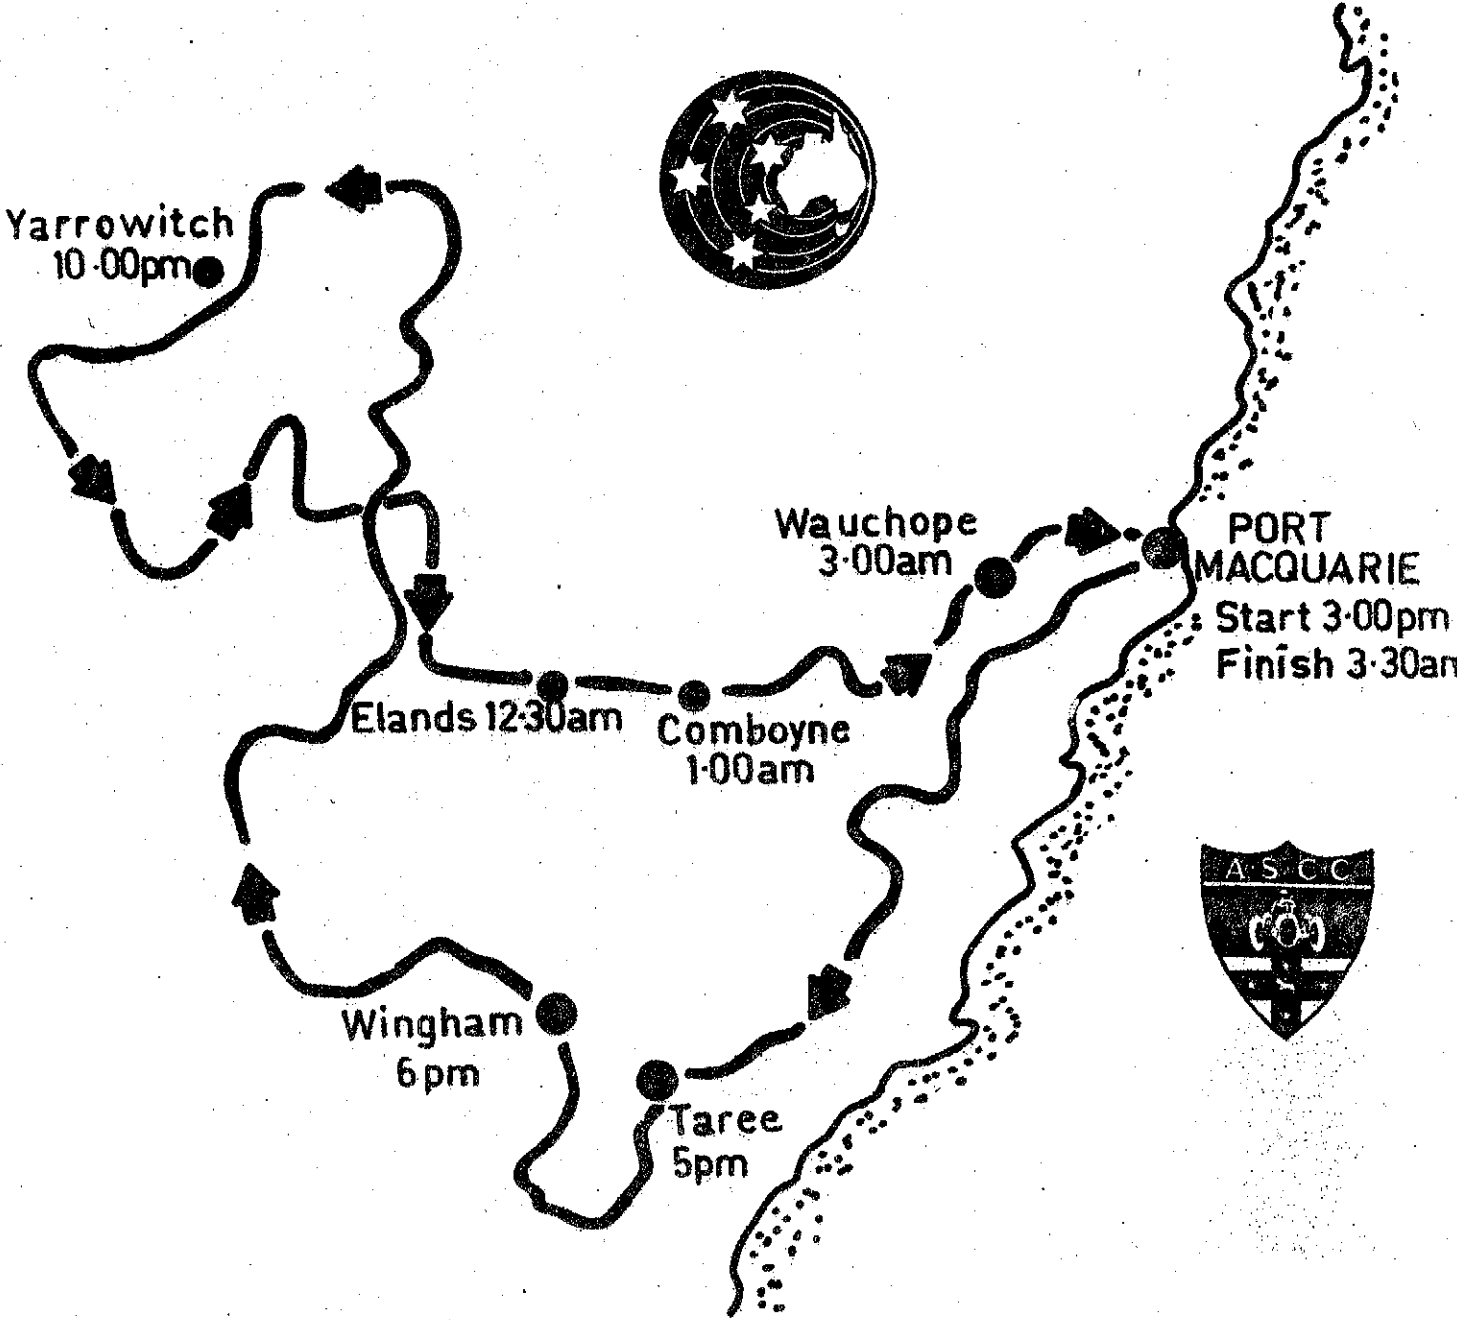 Yarrowitch
10·00pm
Wauchope
3·00am
PORT
MACQUARIE
Start 3·00pm
Finish 3·30am
Elands 12·30am
Comboyne
1·00am
A·S·C·C
Wingham
6pm
Taree
5pm